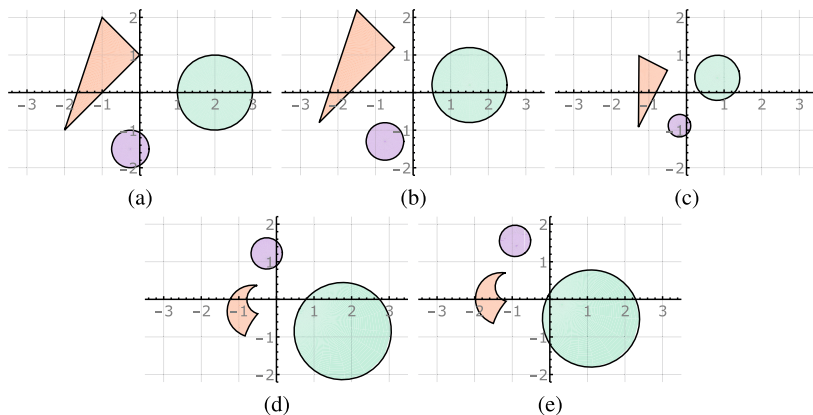 2 2 2
1 1 1
−3 −2 −1 1 2 3 −3 −2 −1 1 2 3 −3 −2 −1 1 2 3
−1 −1 −1
−2 −2 −2
(a) (b) (c)
2 2
1 1
−3 −2 −1 1 2 3 −3 −2 −1 1 2 3
−1 −1
−2 −2
(d) (e)